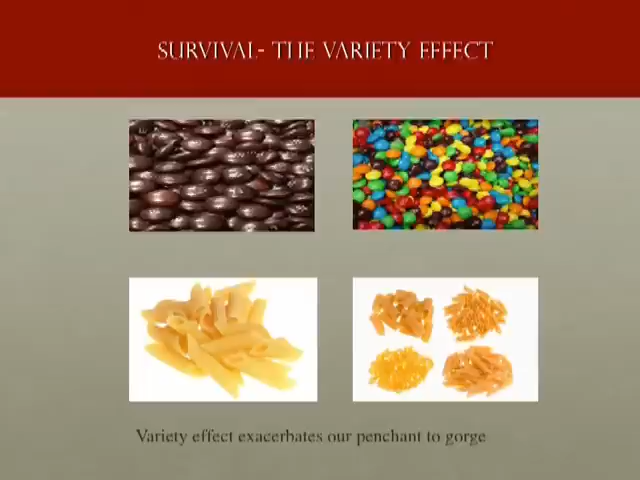 SURVIVAL- THE VARIETY EFFECT
Variety effect exacerbates our penchant to gorge